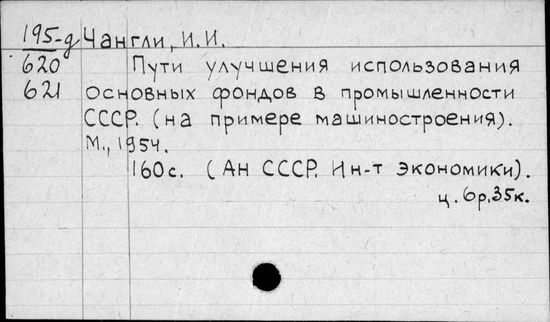 195-д Чангли, И.И.
620 Пути улучшения использования
621 основных фондов в промышленности
СССР. (на примере машиностроения).
М., 1954.
160с. (Ан СССР. Ин-т Экономики).
ц. 6р.35к.